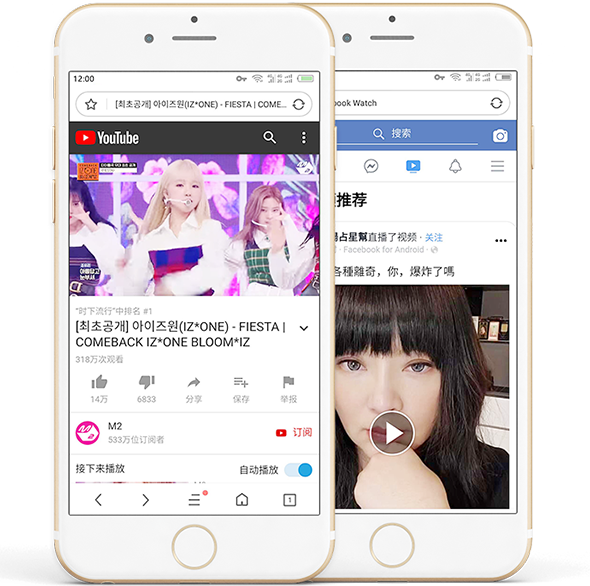 12:00
[최초공개] 아이즈원(IZ*ONE) - FIESTA | COME...
YouTube
"时下流行"中排名 #1
[최초공개] 아이즈원(IZ*ONE) - FIESTA |
COMEBACK IZ*ONE BLOOM*IZ
318万次观看
14万
6833
分享
保存
举报
M2
533万位订阅者
订阅
接下来播放
自动播放
1
ook Watch
搜索
推荐
占星幫直播了视频 · 关注
Facebook for Android ·
各種離奇，你，爆炸了嗎